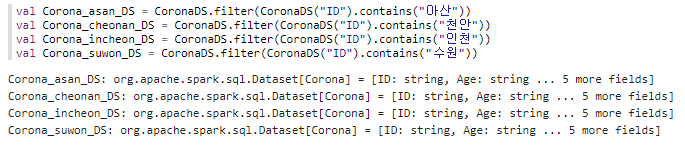 val Corona_asan_DS = CoronaDS.filter(CoronaDS("ID").contains("아산"))
val Corona_cheonan_DS = CoronaDS.filter(CoronaDS("ID").contains("천안"))
val Corona_incheon_DS = CoronaDS.filter(CoronaDS("ID").contains("인천"))
val Corona_suwon_DS = CoronaDS.filter(CoronaDS("ID").contains("수원"))
Corona_asan_DS: org.apache.spark.sql.Dataset[Corona] = [ID: string, Age: string ... 5 more fields]
Corona_cheonan_DS: org.apache.spark.sql.Dataset[Corona] = [ID: string, Age: string ... 5 more fields]
Corona_incheon_DS: org.apache.spark.sql.Dataset[Corona] = [ID: string, Age: string ... 5 more fields]
Corona_suwon_DS: org.apache.spark.sql.Dataset[Corona] = [ID: string, Age: string ... 5 more fields]